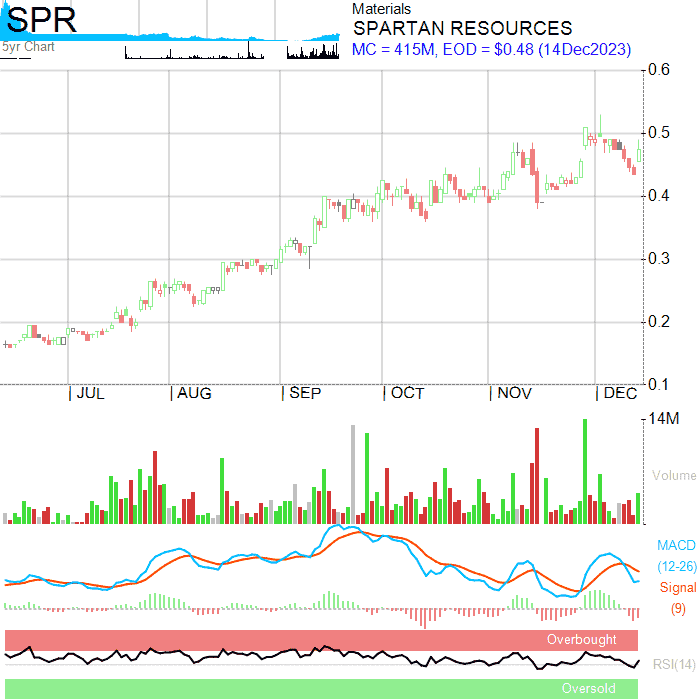 SPR
5yr Chart
Materials
SPARTAN RESOURCES
MC = 415M, EOD = $0.48 (14Dec2023)
0.6
0.5
0.4
0.3
0.2
0.1
JUL AUG SEP OCT NOV DEC
14M
Volume
MACD
(12-26)
Signal
(9)
Overbought
RSI(14)
Oversold